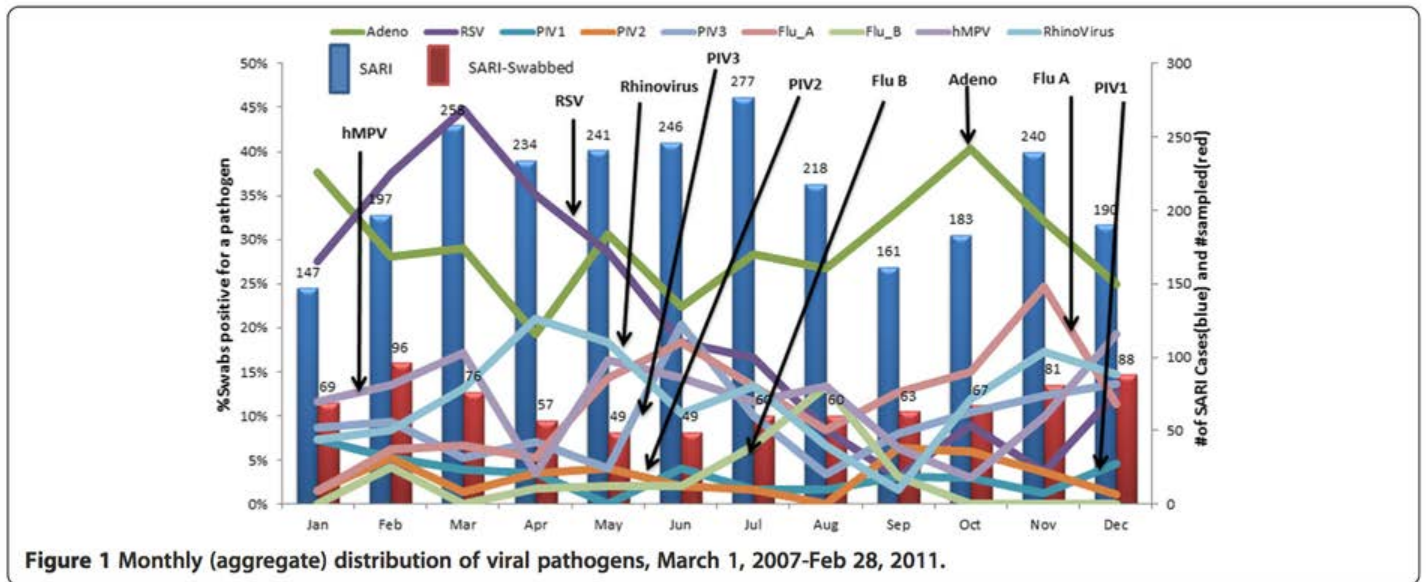 Adeno RSV PIV1 PIV2 PIV3 Flu_A Flu_B hMPV RhinoVirus
SARI SARI-Swabbed
%Swabs positive for a pathogen
50%
45%
40%
35%
30%
25%
20%
15%
10%
5%
0%
#of SARI Cases(blue) and #sampled(red)
300
250
200
150
100
50
0
hMPV
RSV
Rhinovirus
PIV3
PIV2
Flu B
Adeno
Flu A
PIV1
147 197 258 234 241 246 277 218 161 183 240 190
69 96 76 57 49 49 60 60 63 67 81 88
Jan Feb Mar Apr May Jun Jul Aug Sep Oct Nov Dec
Figure 1 Monthly (aggregate) distribution of viral pathogens, March 1, 2007-Feb 28, 2011.